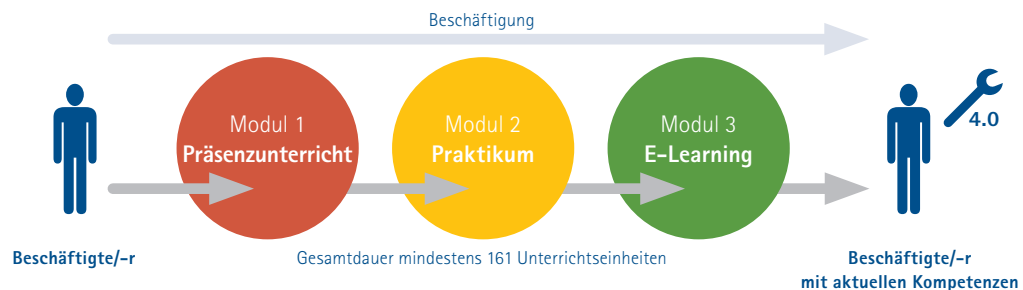 Beschäftigung
Modul 1
Präsenzunterricht
Modul 2
Praktikum
Modul 3
E-Learning
4.0
Beschäftigte/-r
Gesamtdauer mindestens 161 Unterrichtseinheiten
Beschäftigte/-r
mit aktuellen Kompetenzen